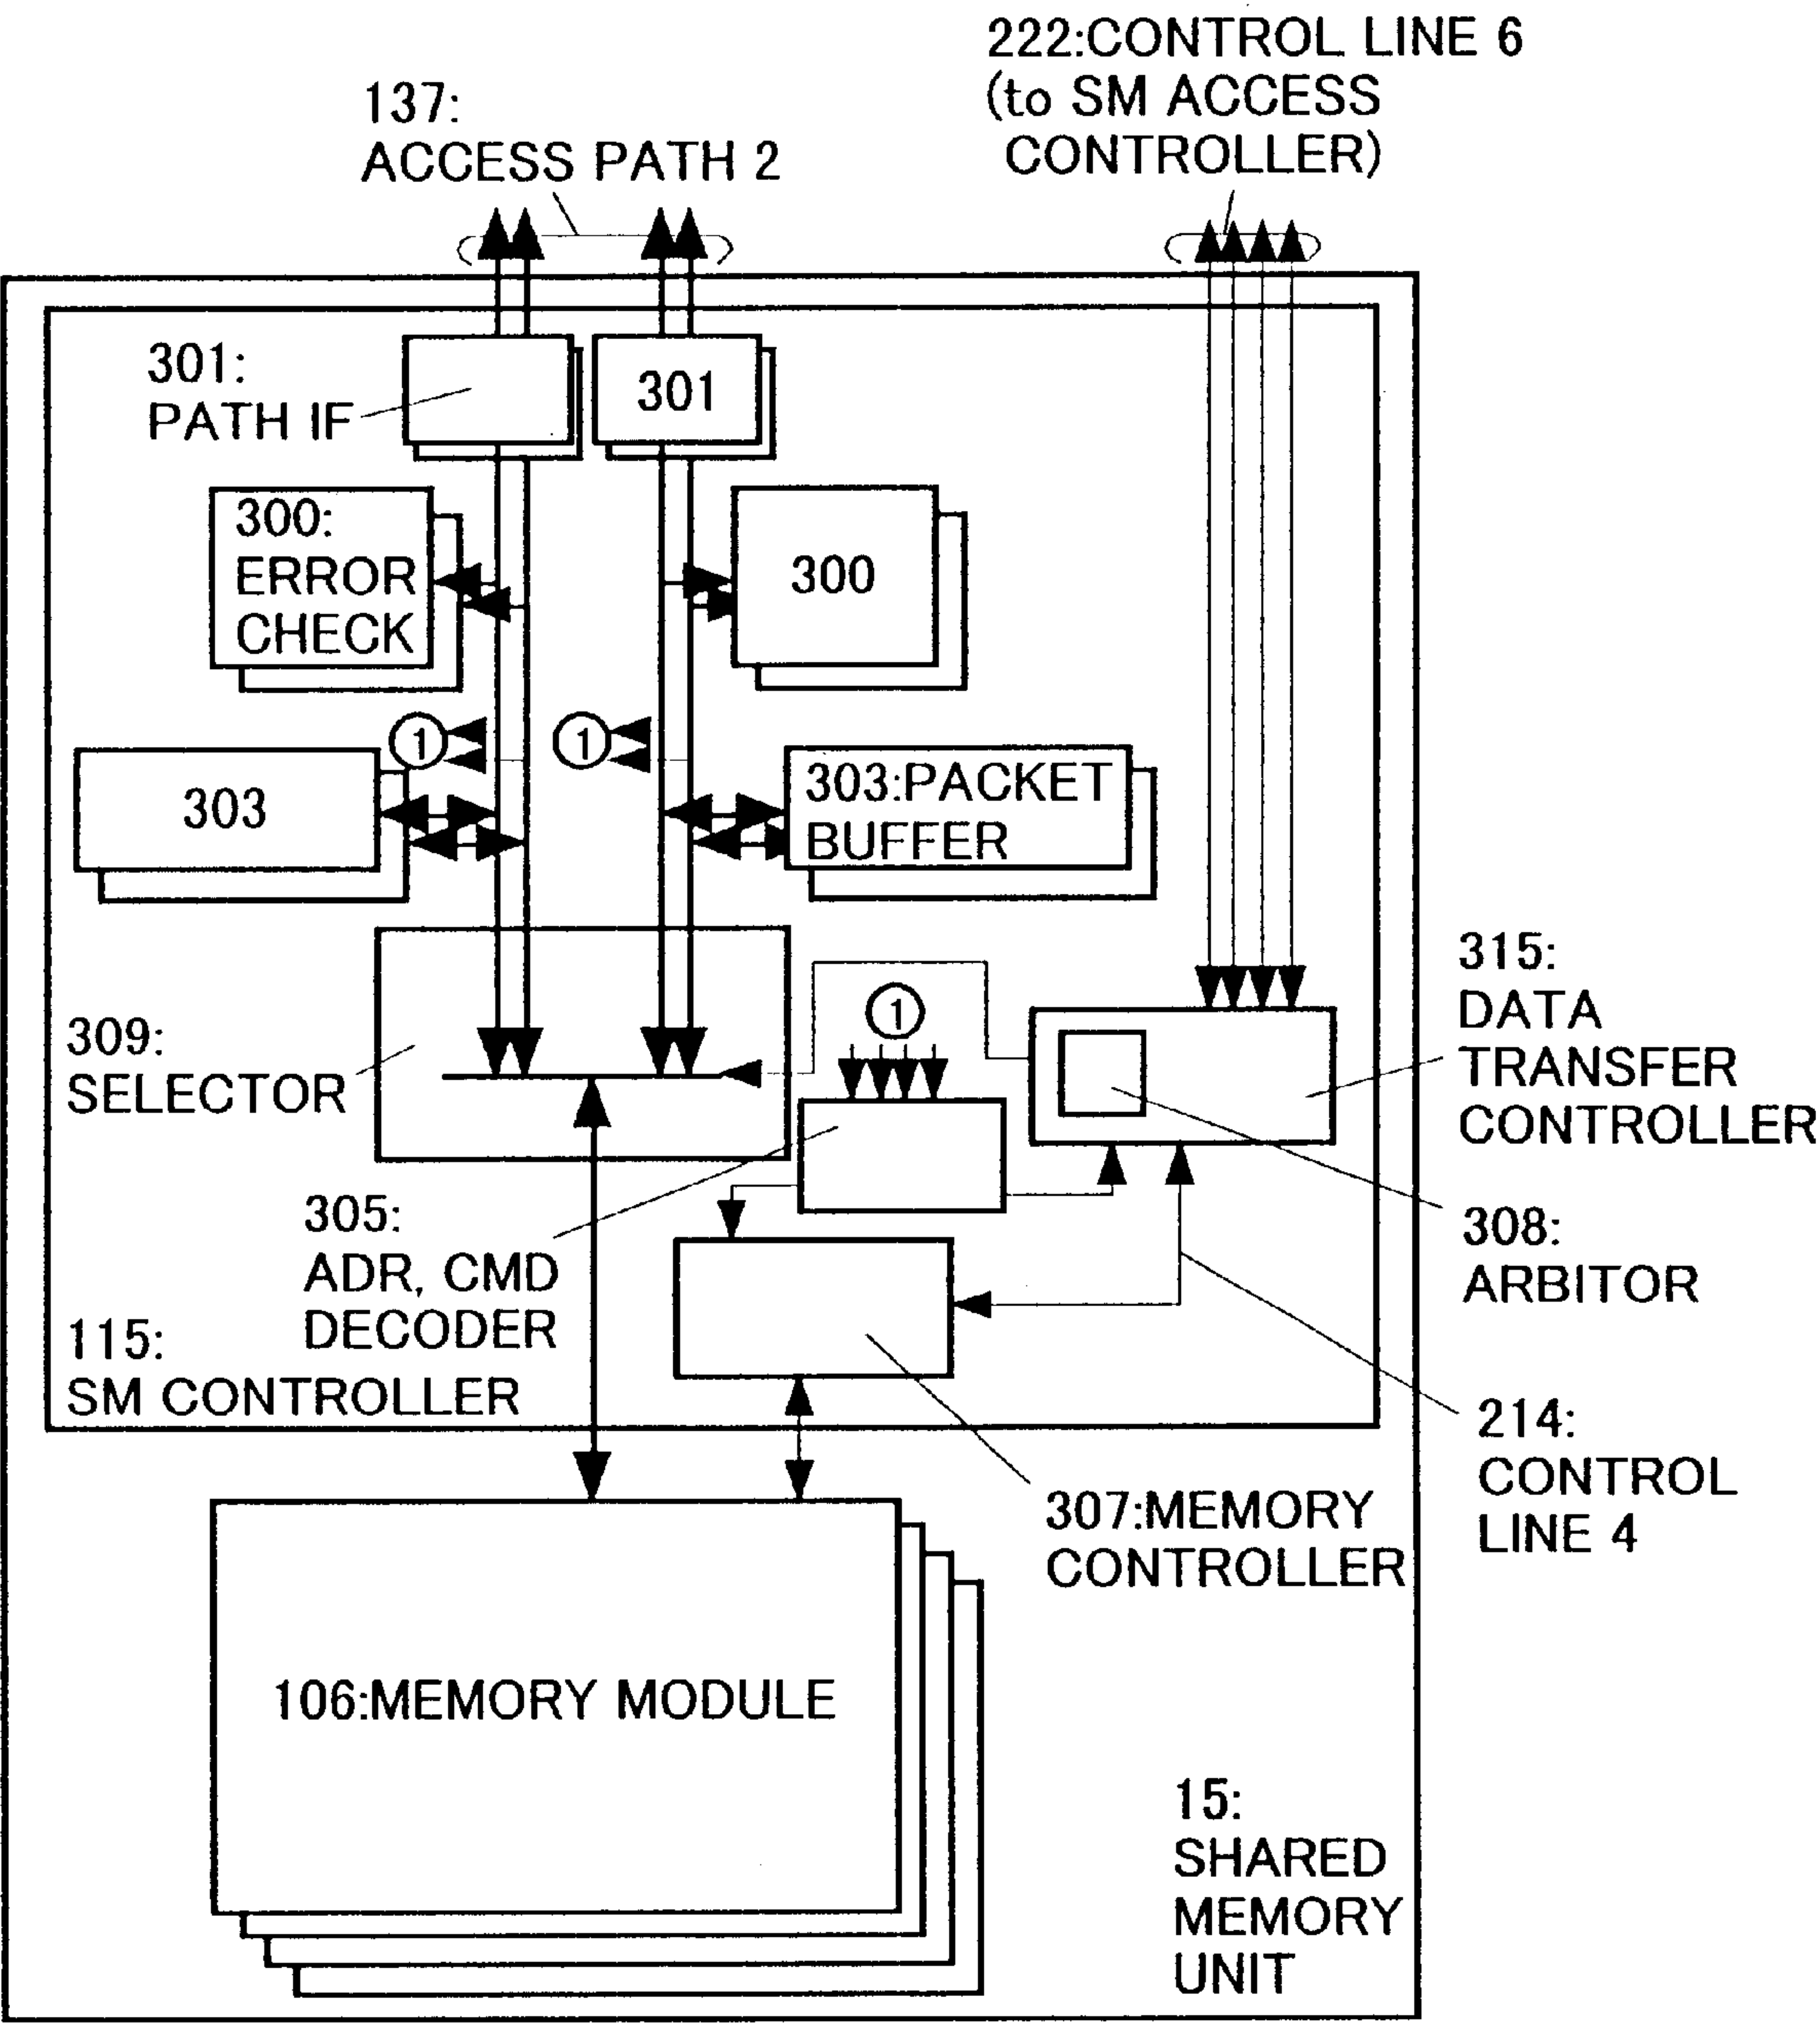 222:CONTROL LINE 6
(to SM ACCESS
CONTROLLER)
137:
ACCESS PATH 2
301:
PATH IF
301
300:
ERROR
CHECK
300
1
1
303
303:PACKET
BUFFER
315:
DATA
TRANSFER
CONTROLLER
309:
SELECTOR
1
305:
ADR, CMD
DECODER
308:
ARBITOR
115:
SM CONTROLLER
214:
CONTROL
LINE 4
307:MEMORY
CONTROLLER
106:MEMORY MODULE
15:
SHARED
MEMORY
UNIT